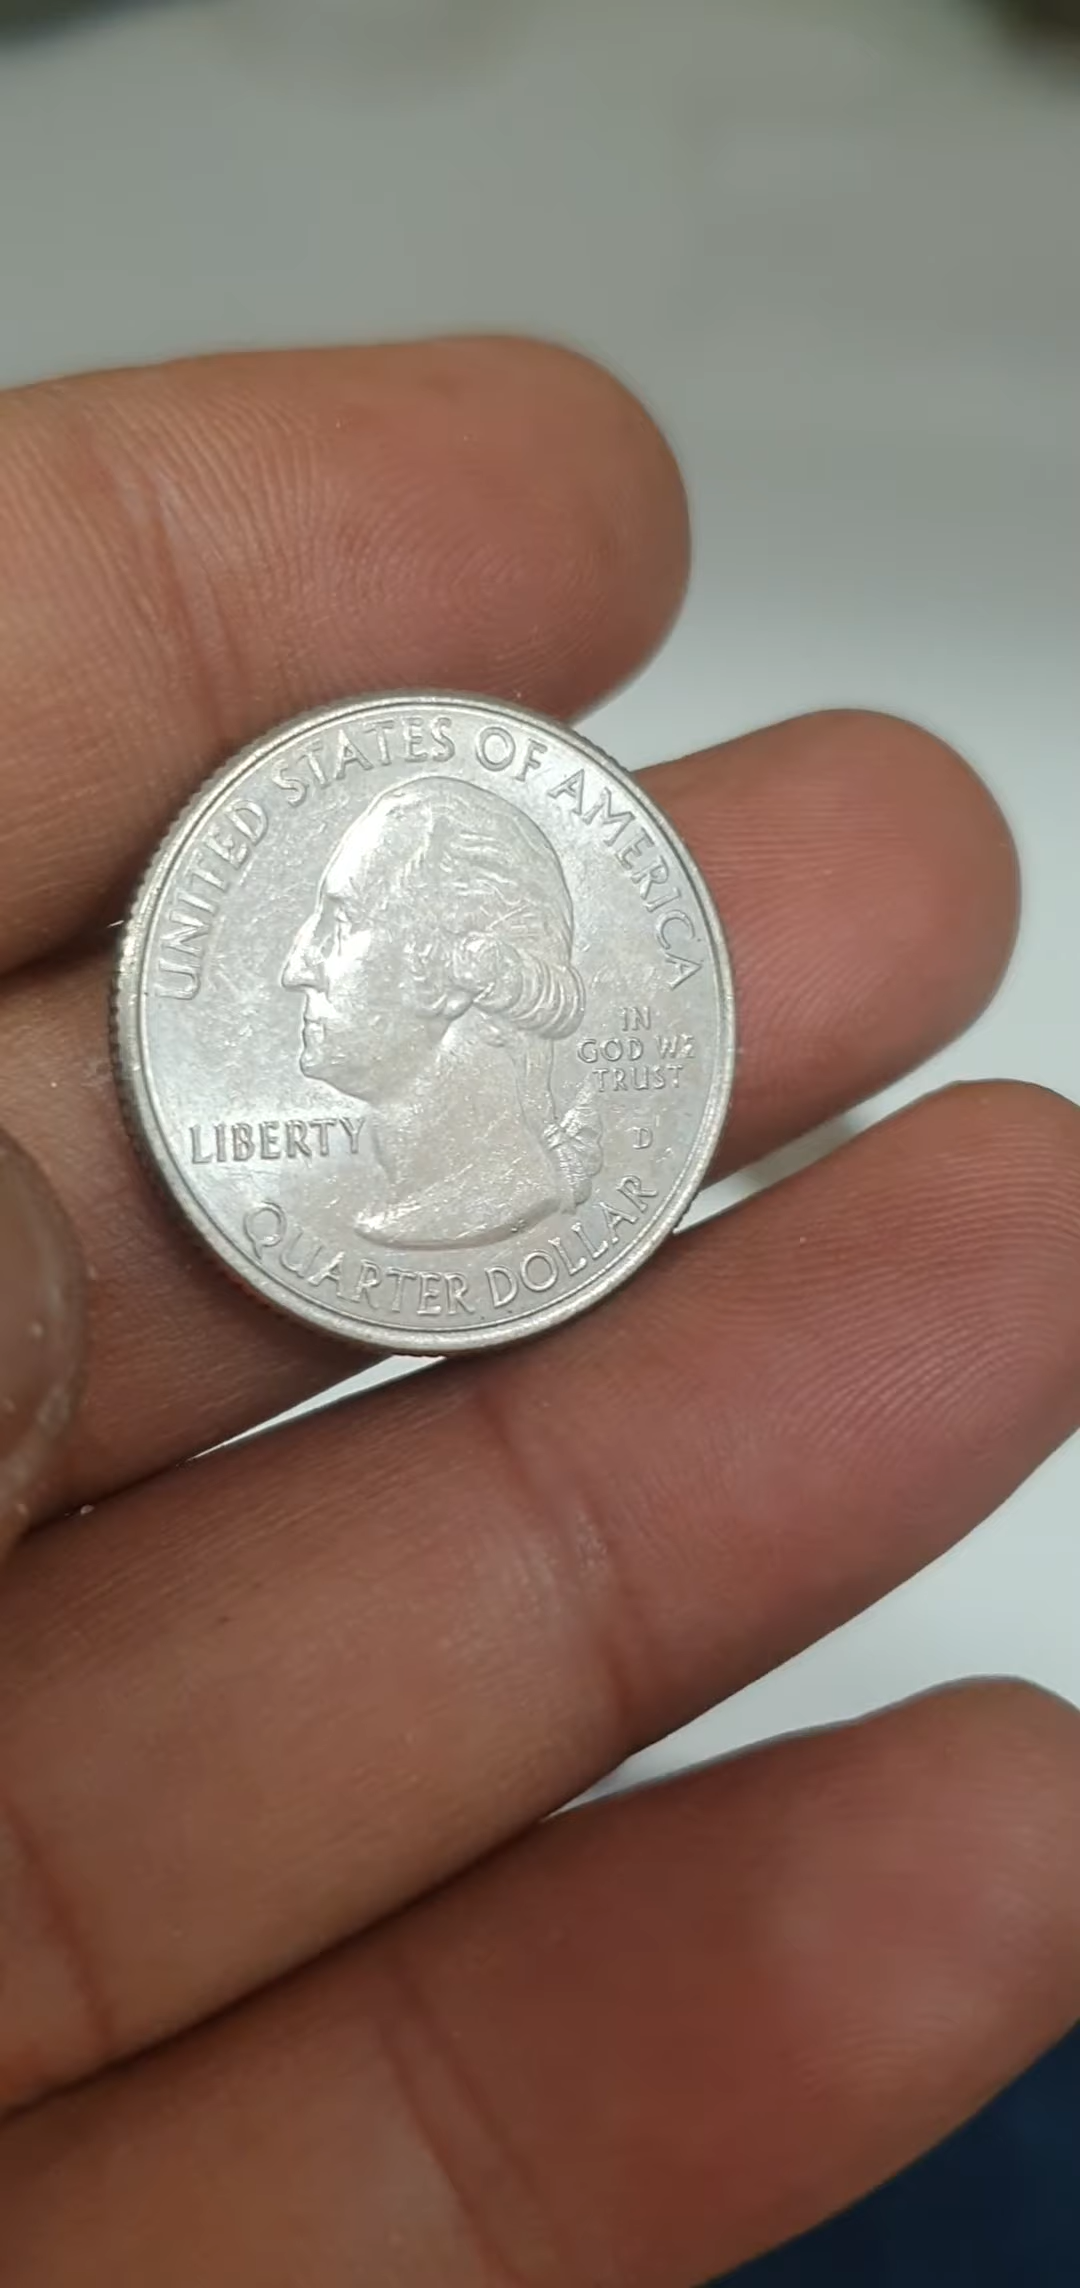 UNITED STATES OF AMERICA
IN
GOD WE
TRUST
LIBERTY
D
QUARTER DOLLAR